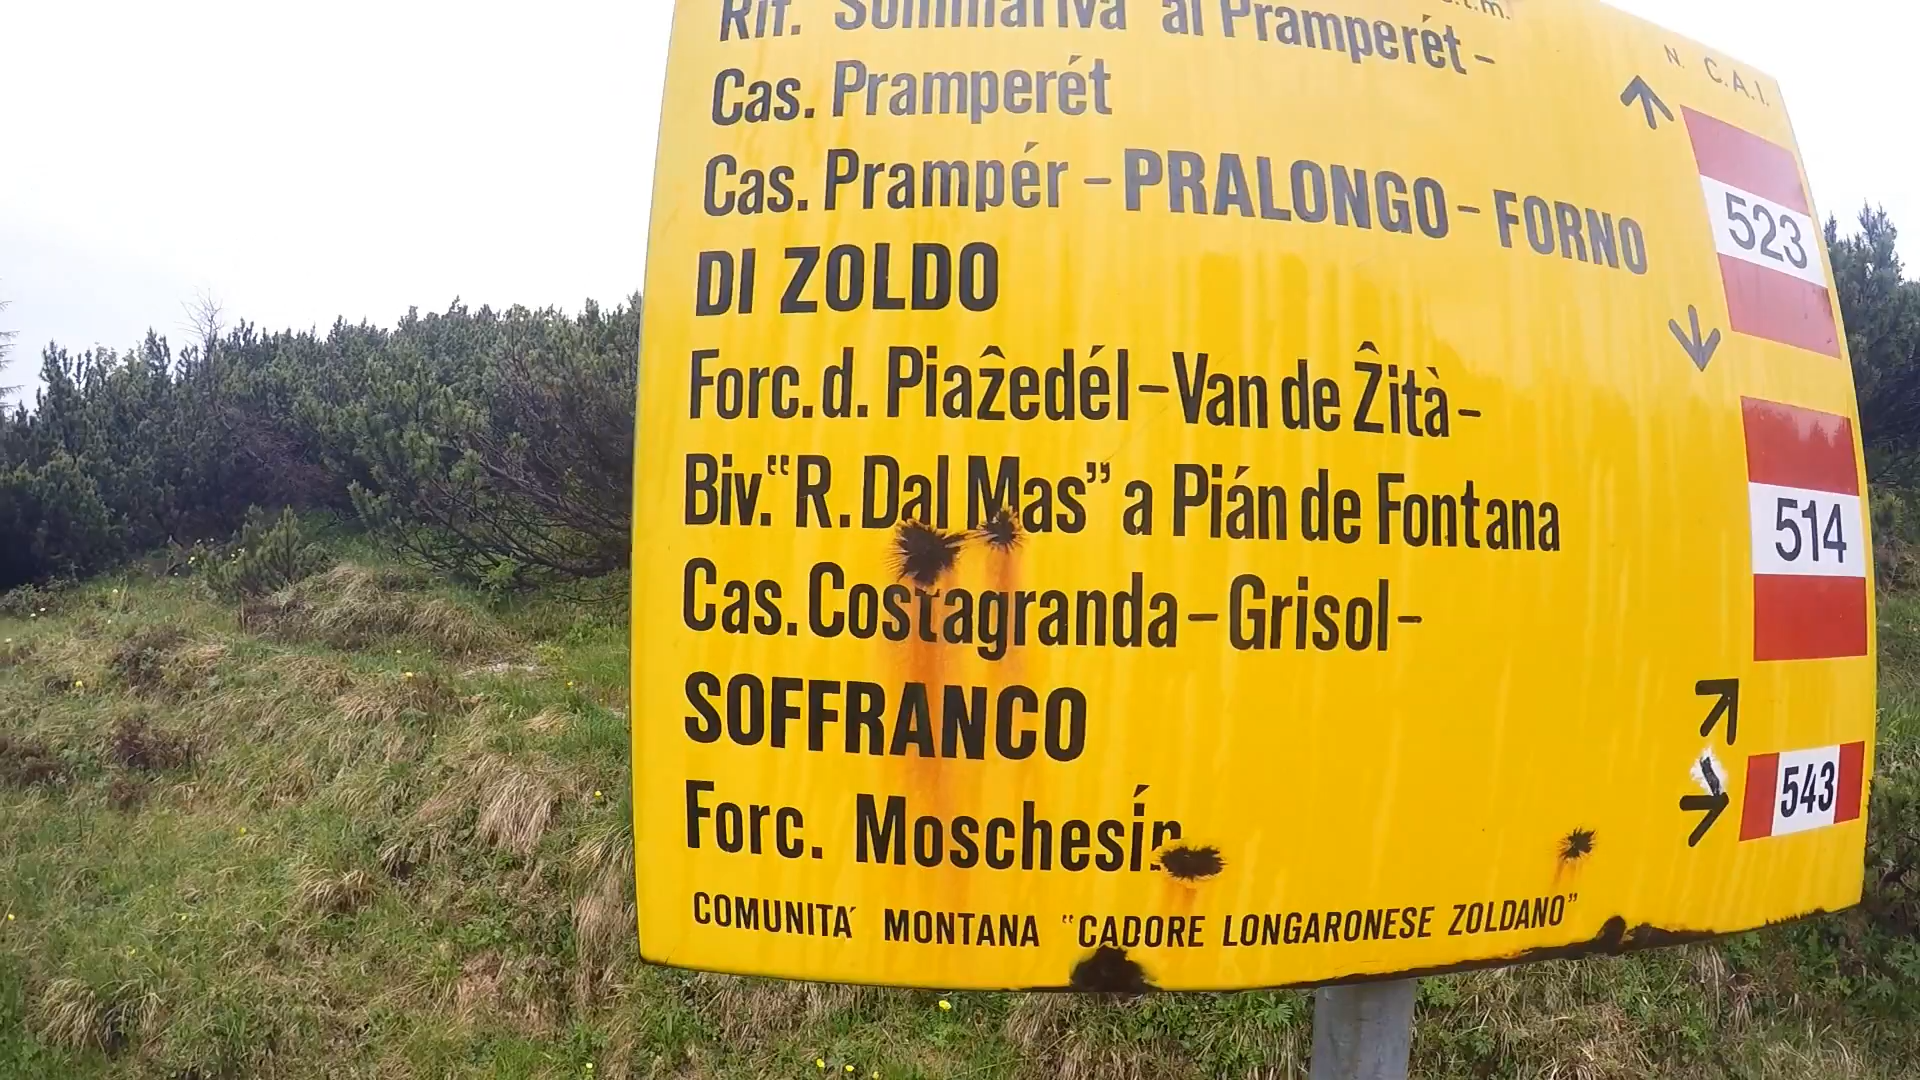 s.l.m.
Rif. Sommariva al Pramperét -
N. C.A.I.
Cas. Pramperét
Cas. Prampér - PRALONGO - FORNO
523
DI ZOLDO
Forc. d. Piaẑedél - Van de Ẑità -
Biv. "R. Dal Mas" a Pián de Fontana
514
Cas. Costagranda - Grisol -
SOFFRANCO
543
Forc. Moschesín
COMUNITÀ MONTANA "CADORE LONGARONESE ZOLDANO"